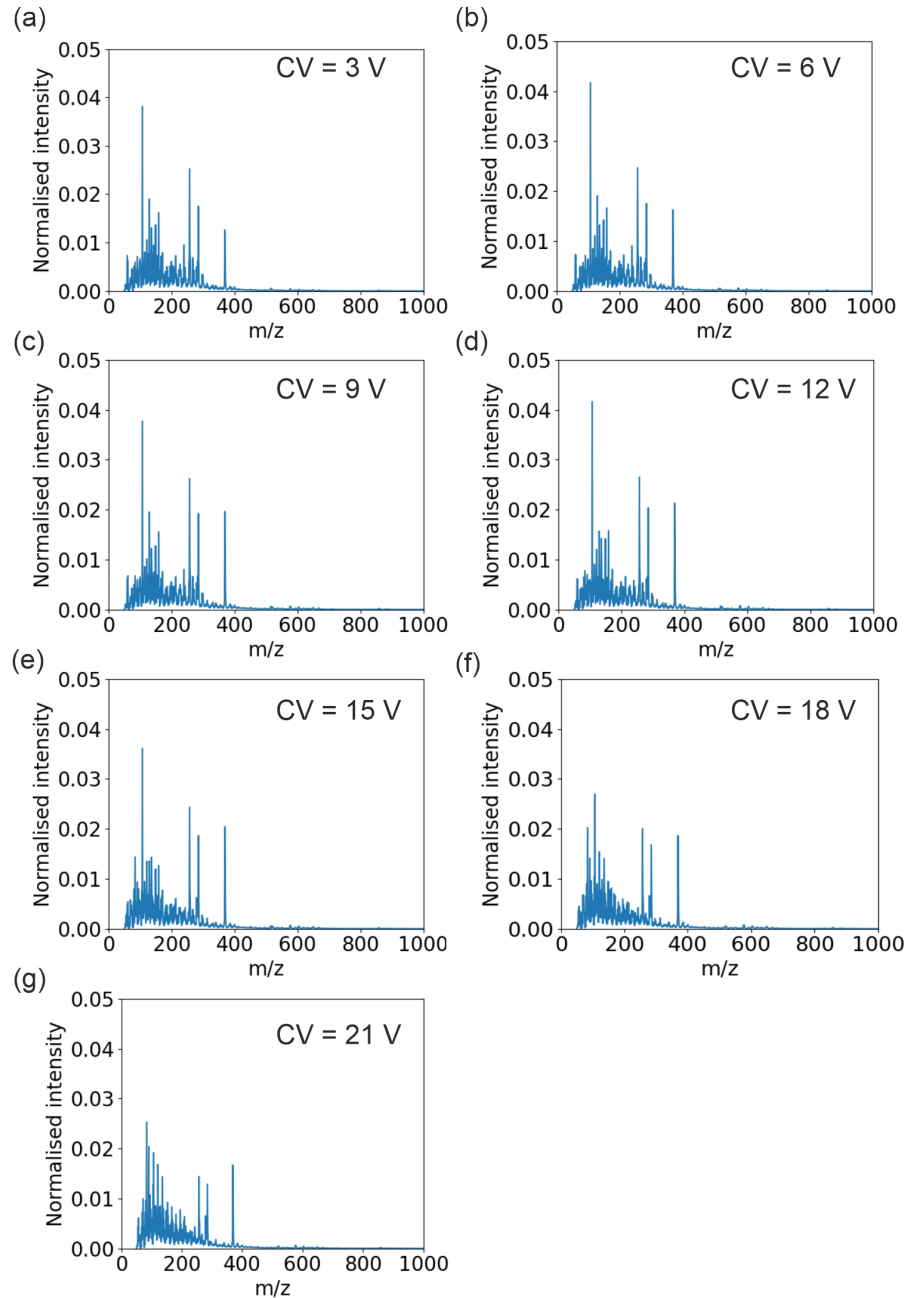 (a)
(b)
0.05
0.04
0.03
0.02
0.01
0.00
Normalised intensity
CV = 3 V
0 200 400 600 800 1000
m/z
0.05
0.04
0.03
0.02
0.01
0.00
Normalised intensity
CV = 6 V
0 200 400 600 800 1000
m/z
(c)
(d)
0.05
0.04
0.03
0.02
0.01
0.00
Normalised intensity
CV = 9 V
0 200 400 600 800 1000
m/z
0.05
0.04
0.03
0.02
0.01
0.00
Normalised intensity
CV = 12 V
0 200 400 600 800 1000
m/z
(e)
(f)
0.05
0.04
0.03
0.02
0.01
0.00
Normalised intensity
CV = 15 V
0 200 400 600 800 1000
m/z
0.05
0.04
0.03
0.02
0.01
0.00
Normalised intensity
CV = 18 V
0 200 400 600 800 1000
m/z
(g)
0.05
0.04
0.03
0.02
0.01
0.00
Normalised intensity
CV = 21 V
0 200 400 600 800 1000
m/z